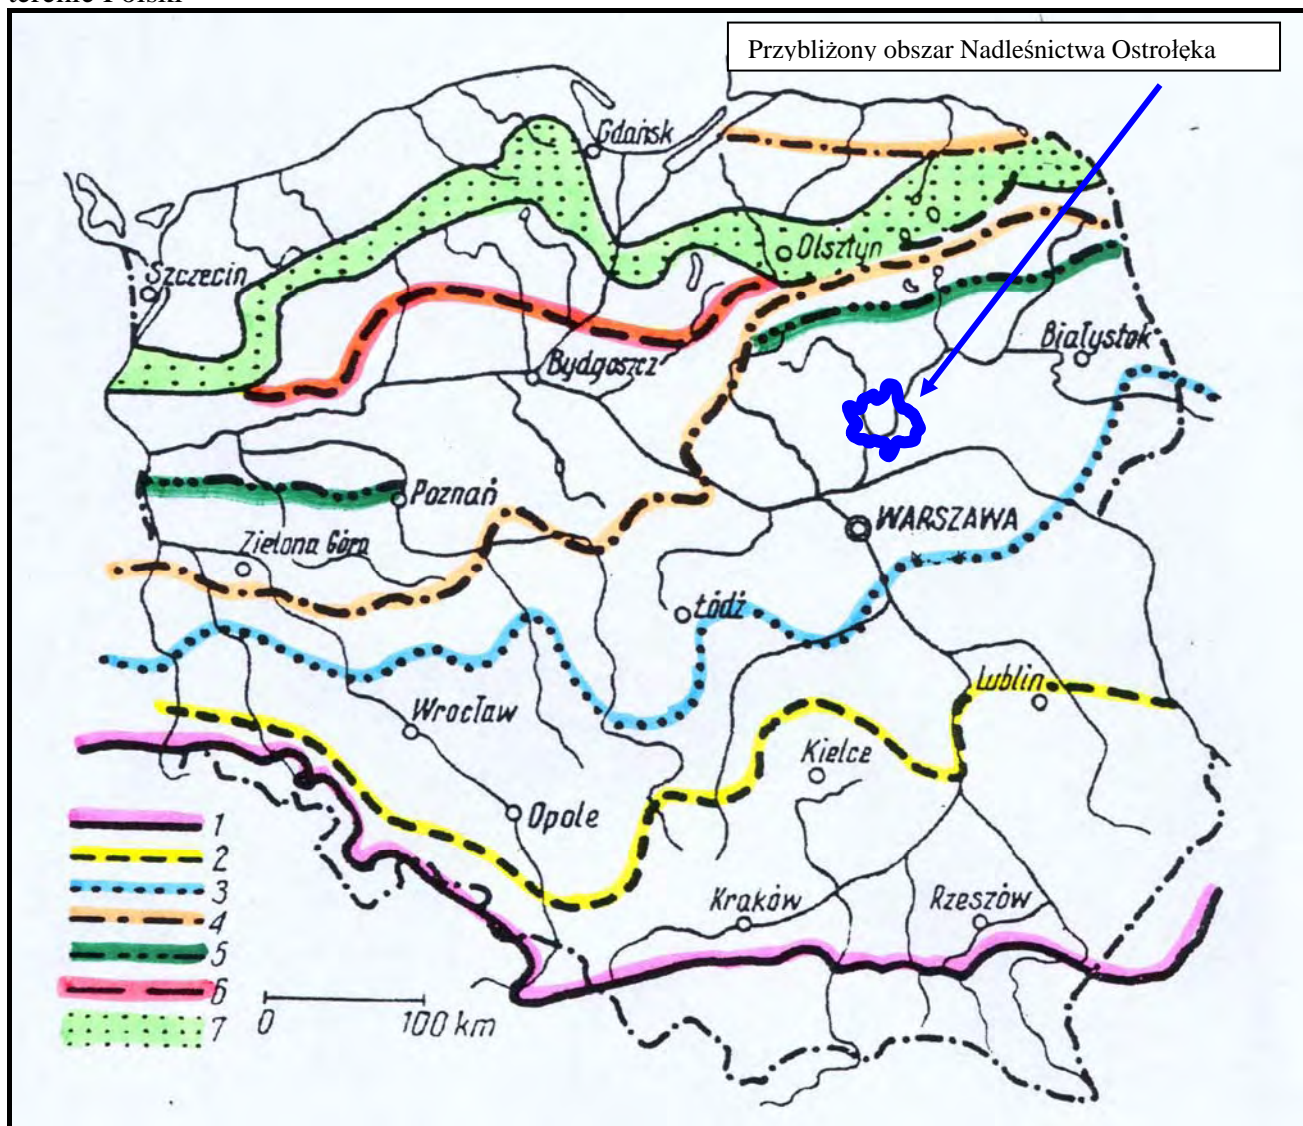 terenie Polski
Przybliżony obszar Nadleśnictwa Ostrołęka
Gdańsk
Olsztyn
Szczecin
Białystok
Bydgoszcz
Poznań
WARSZAWA
Zielona Góra
Łódź
Lublin
Wrocław
Kielce
Opole
1
2
3
4
5
6
7
Kraków
Rzeszów
0 100 km